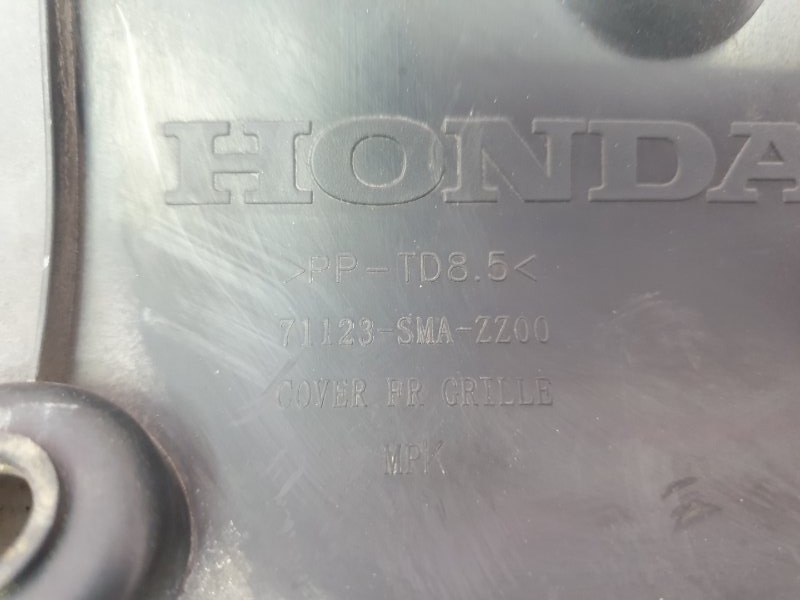 HONDA
>PP-TD8.5<
71123-SMA-ZZ00
COVER FR GRILLE
MPK